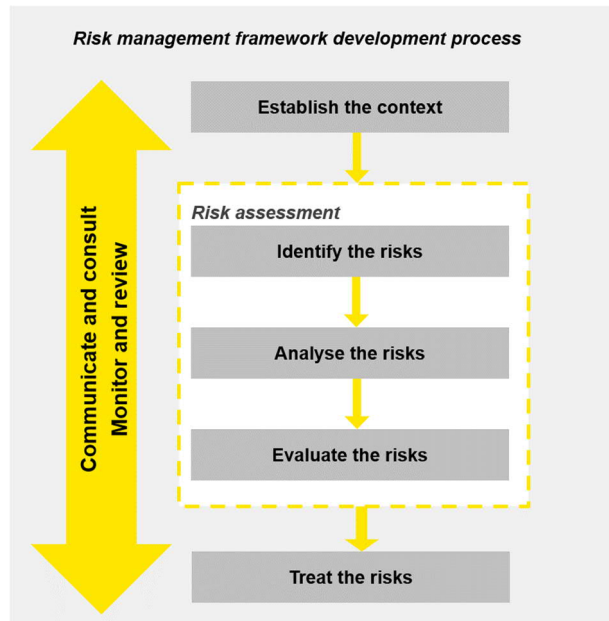 Risk management framework development process
Establish the context
Risk assessment
Identify the risks
Analyse the risks
Evaluate the risks
Treat the risks
Communicate and consult
Monitor and review